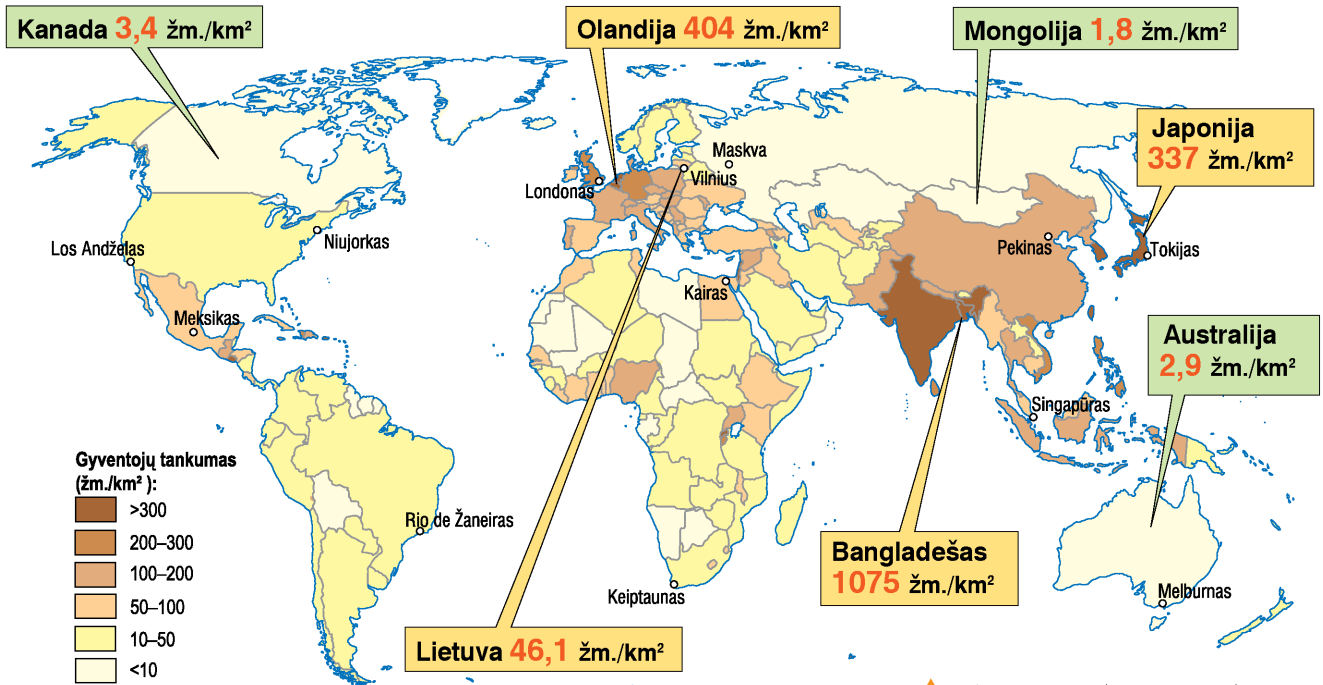 Kanada 3,4 žm./km²
Olandija 404 žm./km²
Mongolija 1,8 žm./km²
Japonija
337 žm./km²
Maskva
Vilnius
Londonas
Niujorkas
Los Andželas
Pekinas
Tokijas
Kairas
Meksikas
Australija
2,9 žm./km²
Singapūras
Gyventojų tankumas
(žm./km² ):
>300
200–300
100–200
50–100
10–50
<10
Rio de Žaneiras
Bangladešas
1075 žm./km²
Keiptaunas
Melburnas
Lietuva 46,1 žm./km²